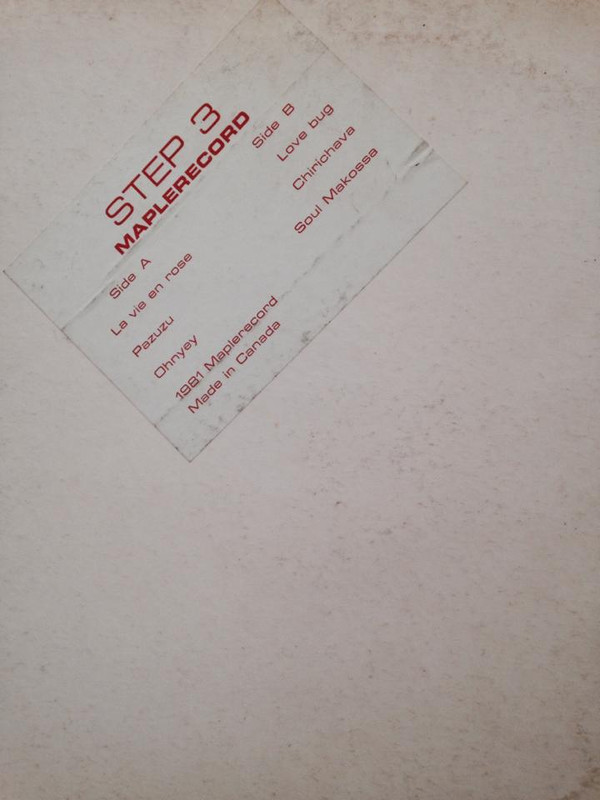 STEP 3
MAPLERECORD
Side A
La vie en rose
Pazuzu
Ohnyey
Side B
Love bug
Chirichava
Soul Makossa
1981 Maplerecord
Made in Canada